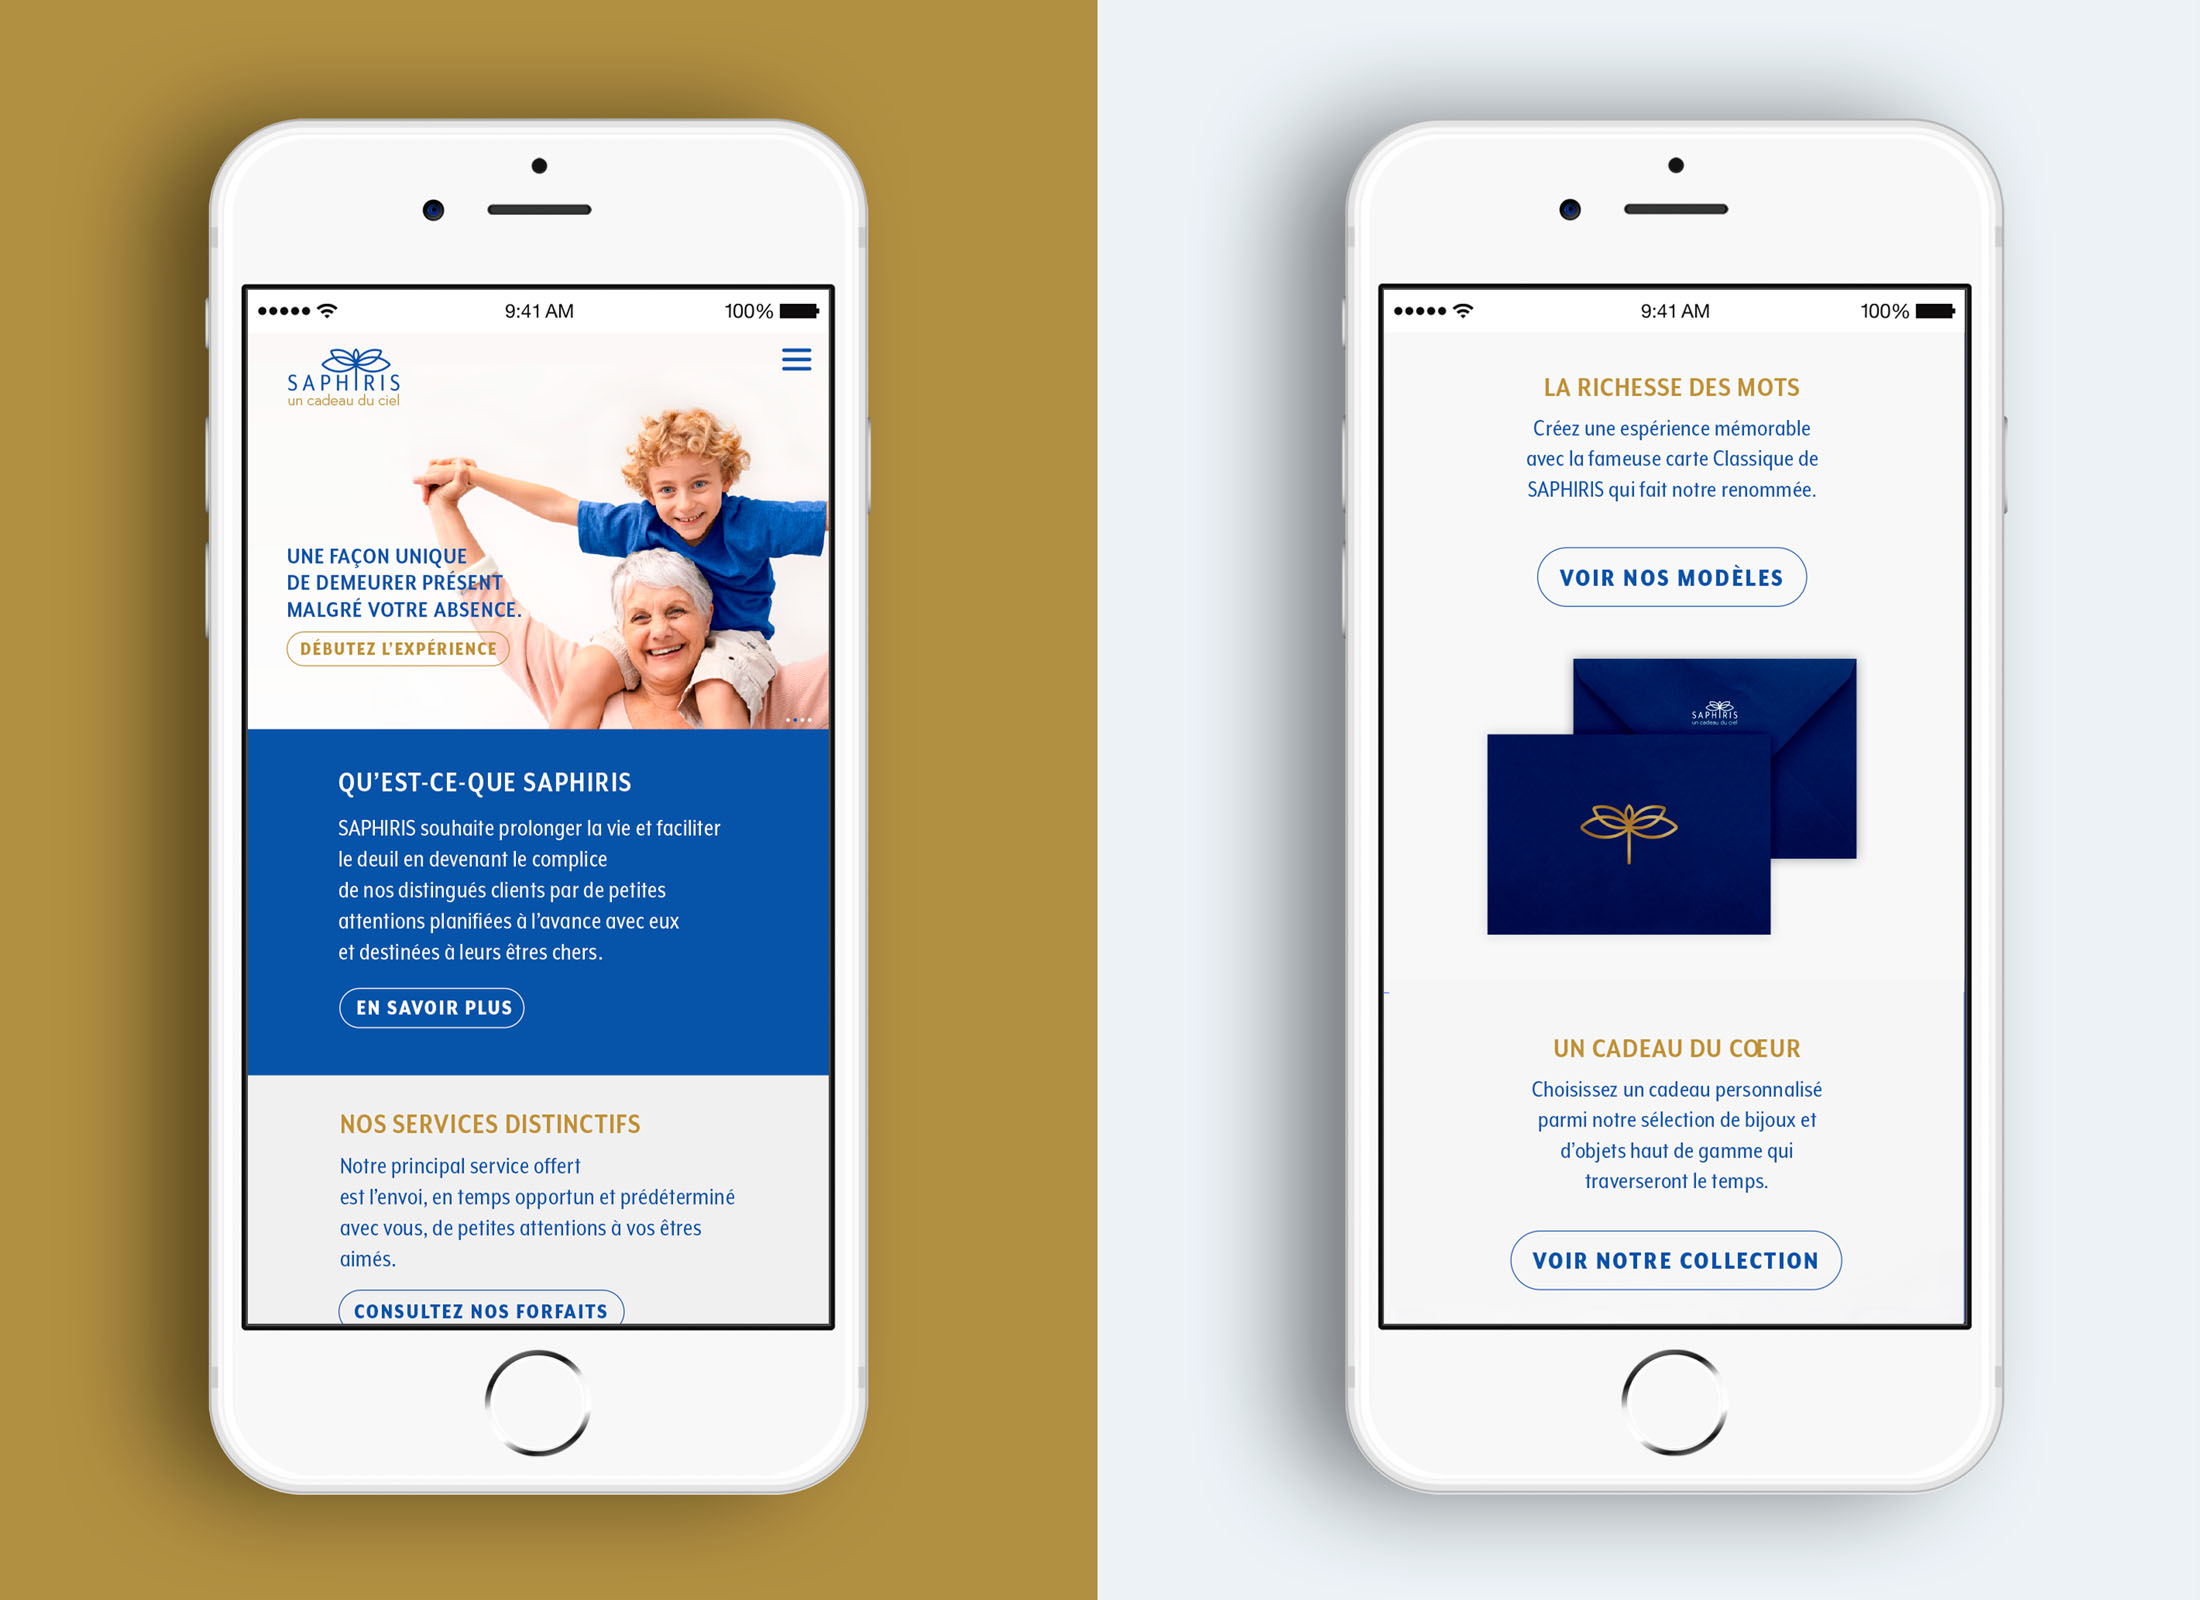 9:41 AM
100%
SAPHIRIS
un cadeau du ciel
UNE FAÇON UNIQUE
DE DEMEURER PRÉSENT
MALGRÉ VOTRE ABSENCE.
DÉBUTEZ L’EXPÉRIENCE
QU’EST-CE-QUE SAPHIRIS
SAPHIRIS souhaite prolonger la vie et faciliter
le deuil en devenant le complice
de nos distingués clients par de petites
attentions planifiées à l’avance avec eux
et destinées à leurs êtres chers.
EN SAVOIR PLUS
NOS SERVICES DISTINCTIFS
Notre principal service offert
est l’envoi, en temps opportun et prédéterminé
avec vous, de petites attentions à vos êtres
aimés.
CONSULTEZ NOS FORFAITS
9:41 AM
100%
LA RICHESSE DES MOTS
Créez une espérience mémorable
avec la fameuse carte Classique de
SAPHIRIS qui fait notre renommée.
VOIR NOS MODÈLES
SAPHIRIS
un cadeau du ciel
UN CADEAU DU CŒUR
Choisissez un cadeau personnalisé
parmi notre sélection de bijoux et
d’objets haut de gamme qui
traverseront le temps.
VOIR NOTRE COLLECTION